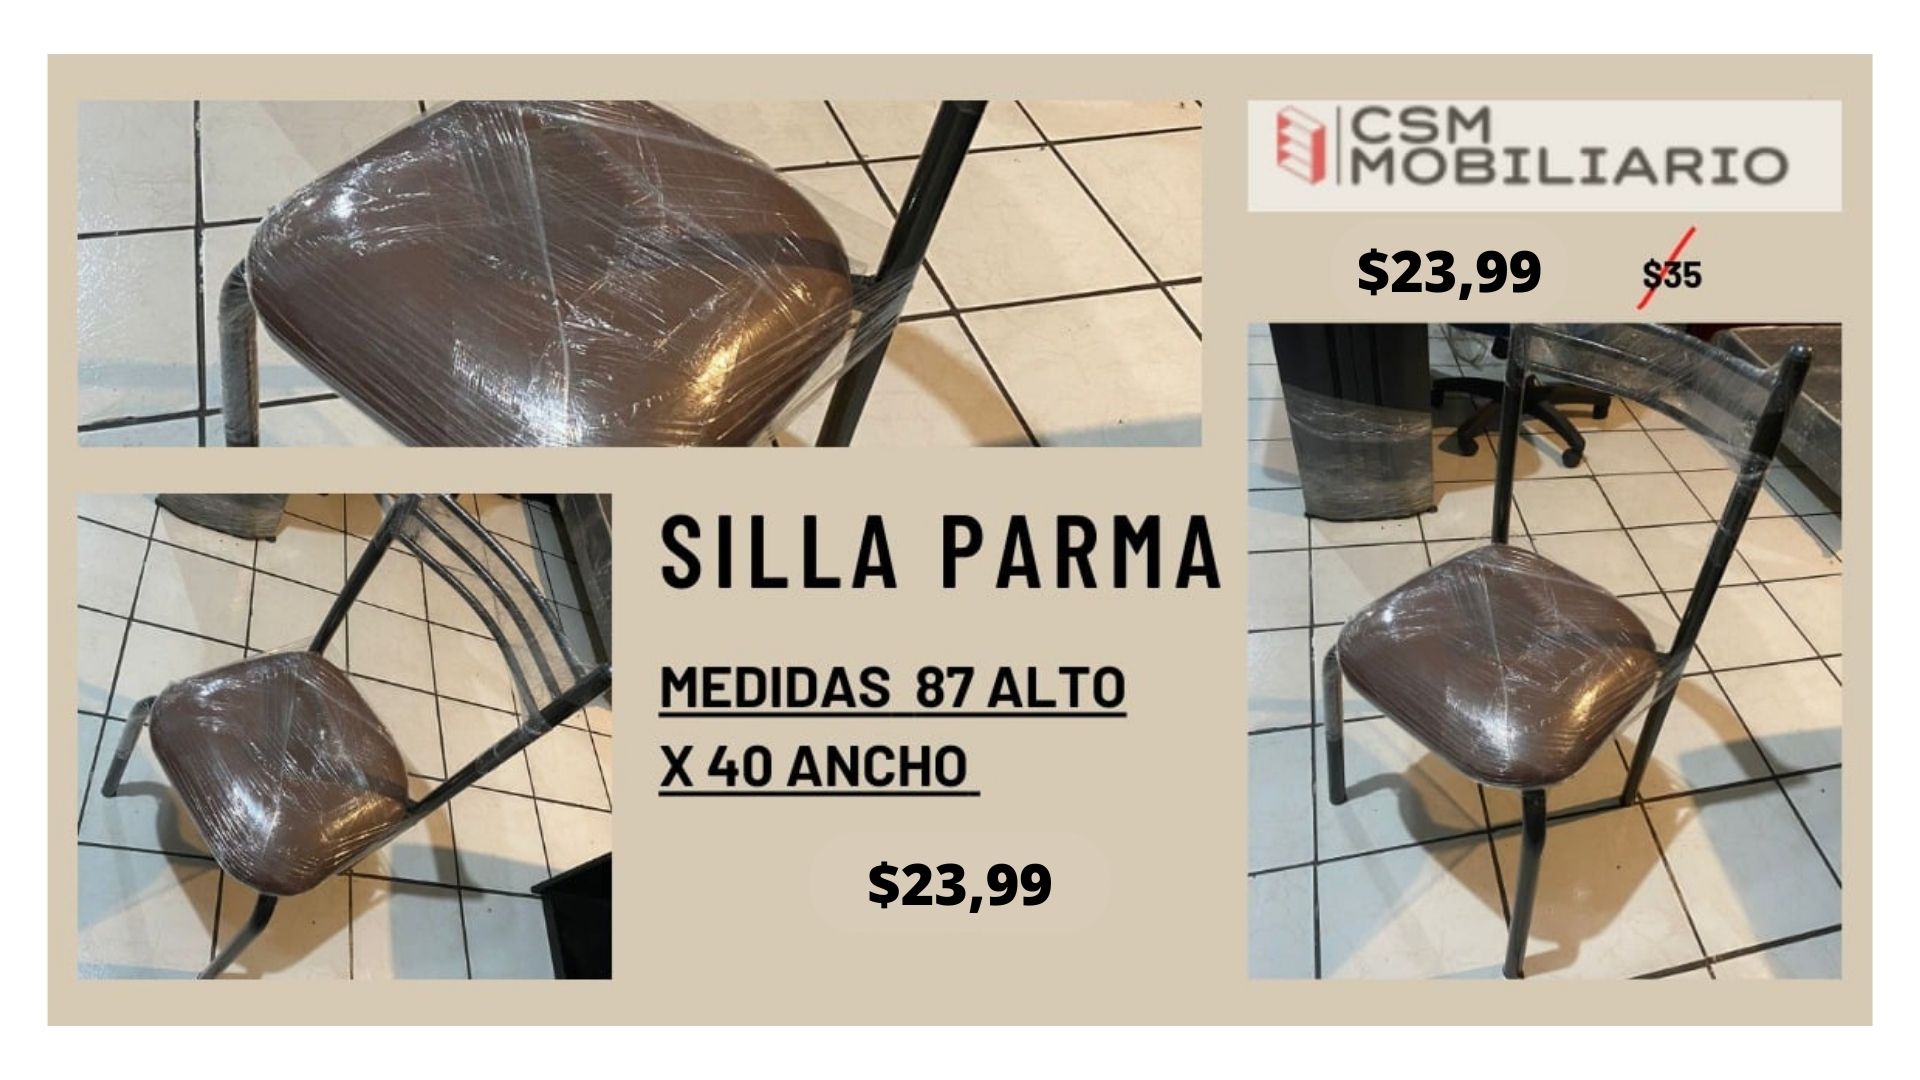 CSM
MOBILIARIO
$23,99
$35
SILLA PARMA
MEDIDAS 87 ALTO
X 40 ANCHO
$23,99